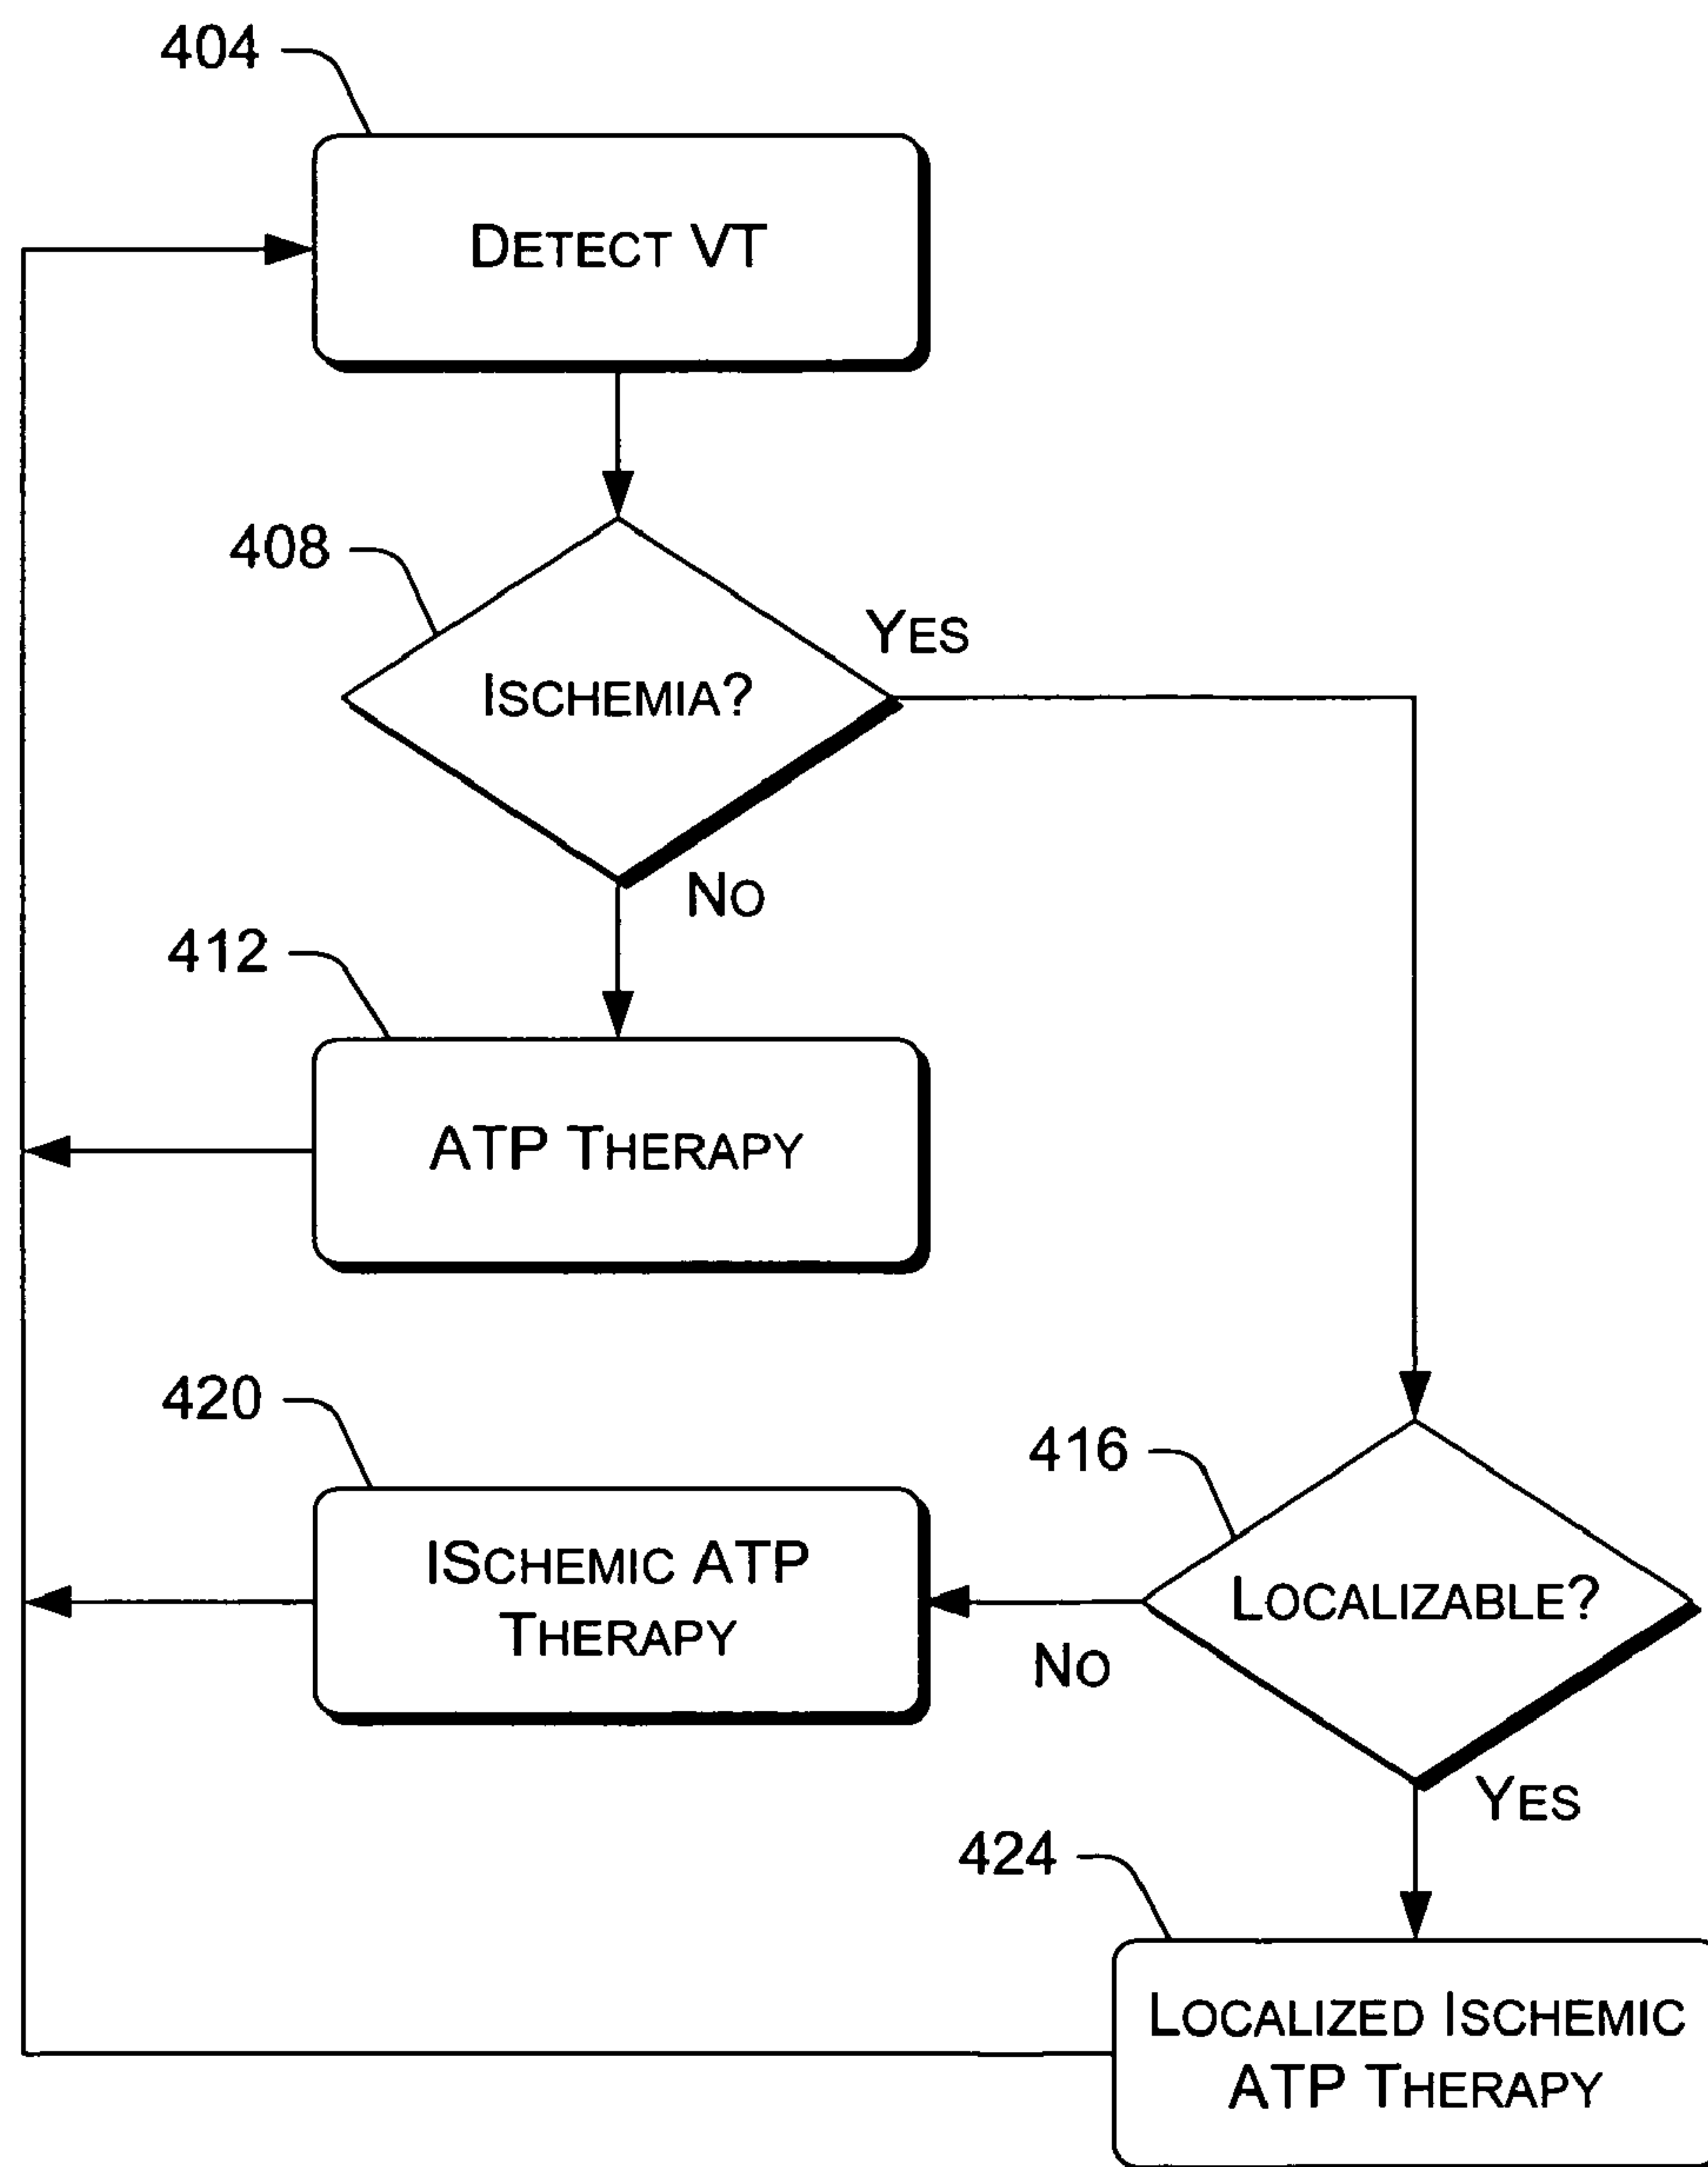 404
DETECT VT
408
YES
ISCHEMIA?
NO
412
ATP THERAPY
420
416
ISCHEMIC ATP
THERAPY
LOCALIZABLE?
NO
YES
424
LOCALIZED ISCHEMIC
ATP THERAPY